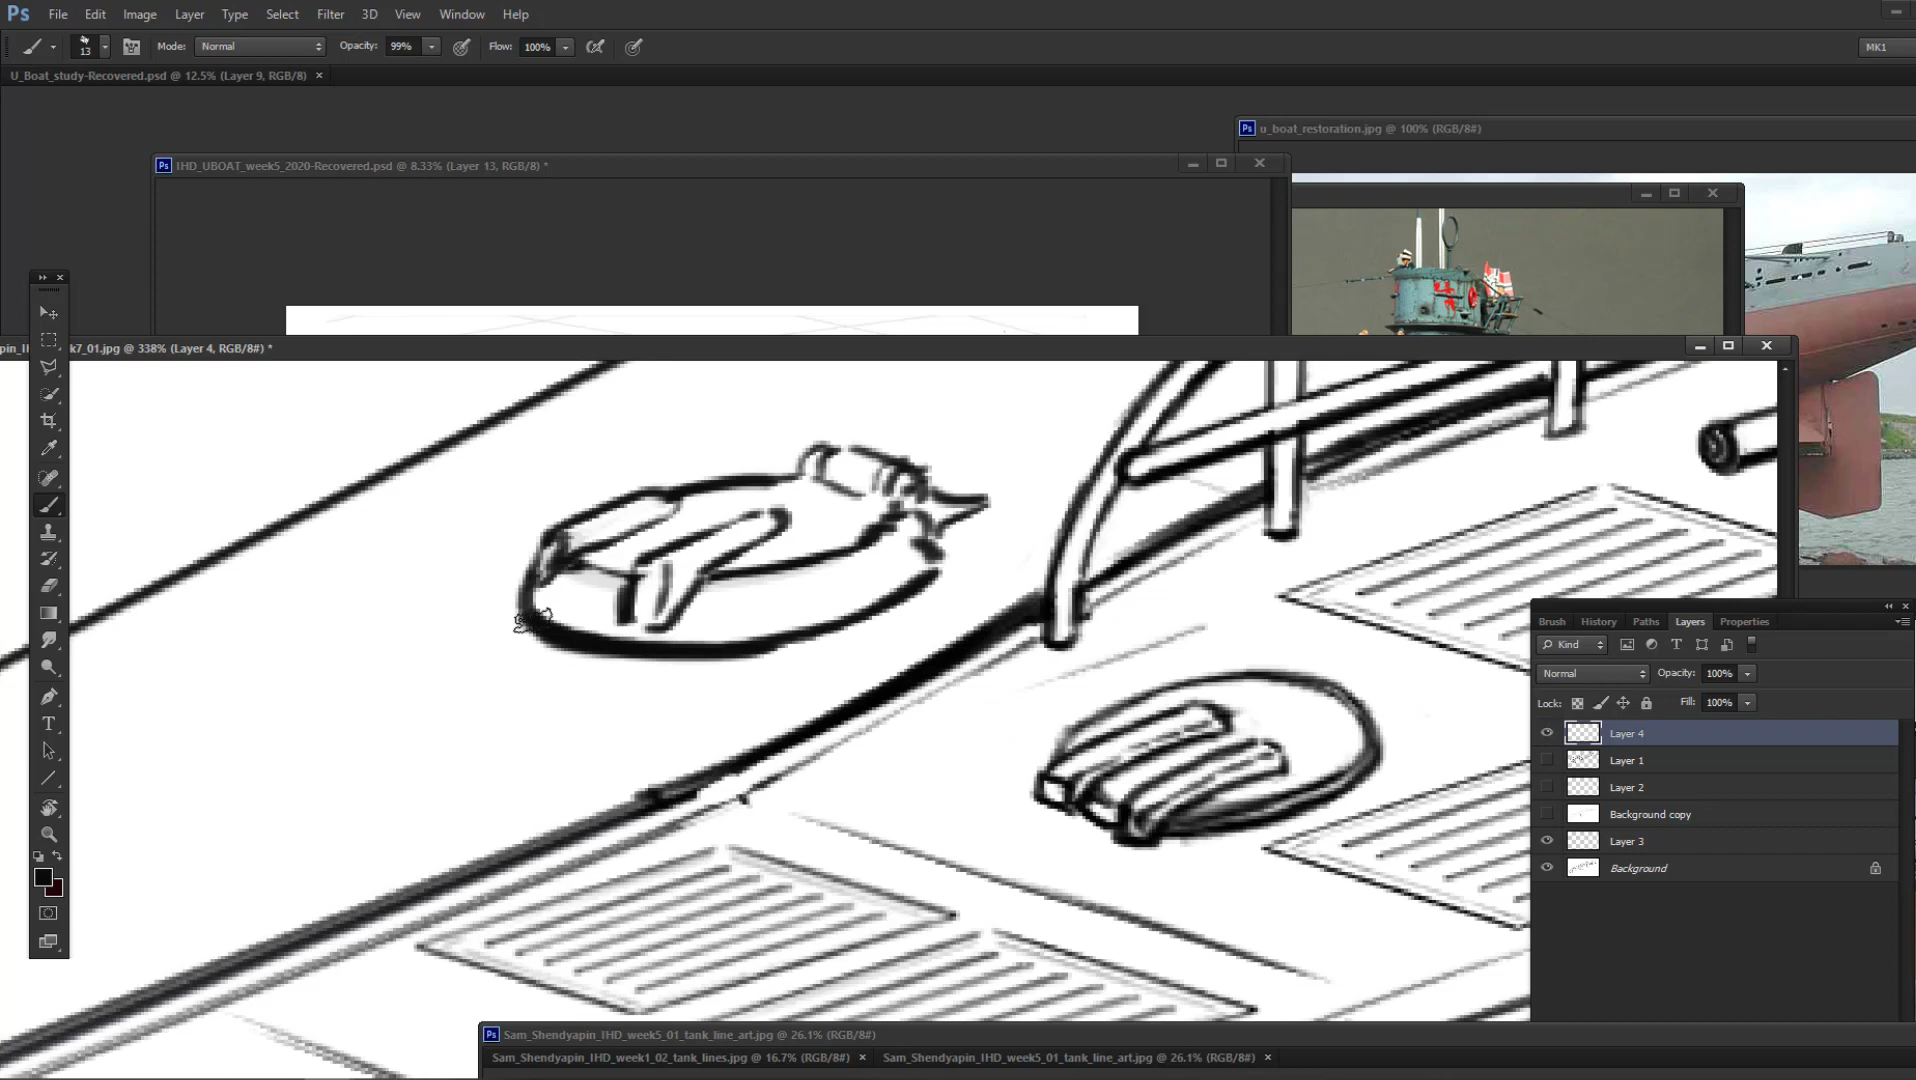 Ps File Edit Image Layer Type Select Filter 3D View Window Help
13 Mode: Normal Opacity: 99% Flow: 100% MK1
U_Boat_study-Recovered.psd @ 12.5% (Layer 9, RGB/8) ×
Ps u_boat_restoration.jpg @ 100% (RGB/8#)
Ps IHD_UBOAT_week5_2020-Recovered.psd @ 8.33% (Layer 13, RGB/8) *
pin_I k7_01.jpg @ 338% (Layer 4, RGB/8#) *
Brush History Paths Layers Properties
Kind T
Normal Opacity: 100%
Lock: Fill: 100%
Layer 4
Layer 1
Layer 2
Background copy
Layer 3
Background
T
Ps Sam_Shendyapin_IHD_week5_01_tank_line_art.jpg @ 26.1% (RGB/8#)
Sam_Shendyapin_IHD_week1_02_tank_lines.jpg @ 16.7% (RGB/8#) × Sam_Shendyapin_IHD_week5_01_tank_line_art.jpg @ 26.1% (RGB/8#) ×